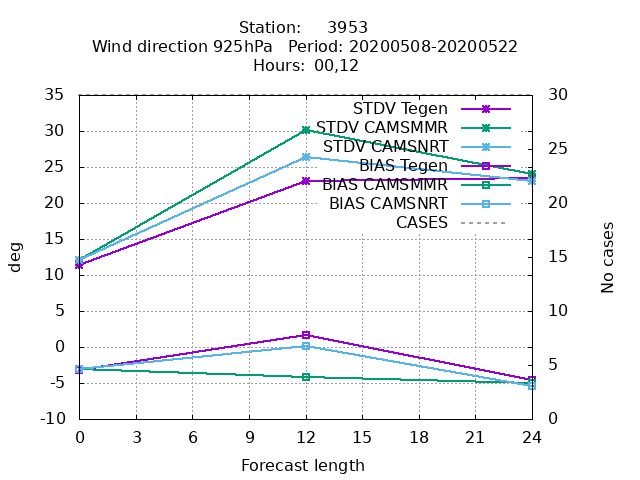 Station: 3953
Wind direction 925hPa Period: 20200508-20200522
Hours: 00,12
35 30
STDV Tegen
30 STDV CAMSMMR
25
STDV CAMSNRT
25 BIAS Tegen
BIAS CAMSMMR
20 BIAS CAMSNRT 20
CASES
15 15
deg No cases
10
5 10
0
5
-5
-10 0
0 3 6 9 12 15 18 21 24
Forecast length